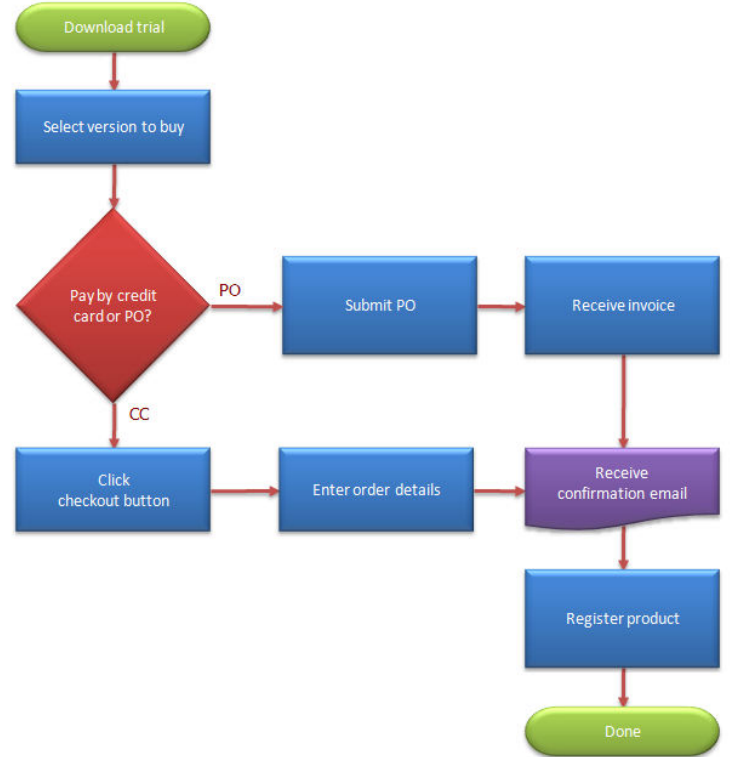 Download trial
Select version to buy
Pay by credit
card or PO?
PO
Submit PO
Receive invoice
CC
Click
checkout button
Enter order details
Receive
confirmation email
Register product
Done